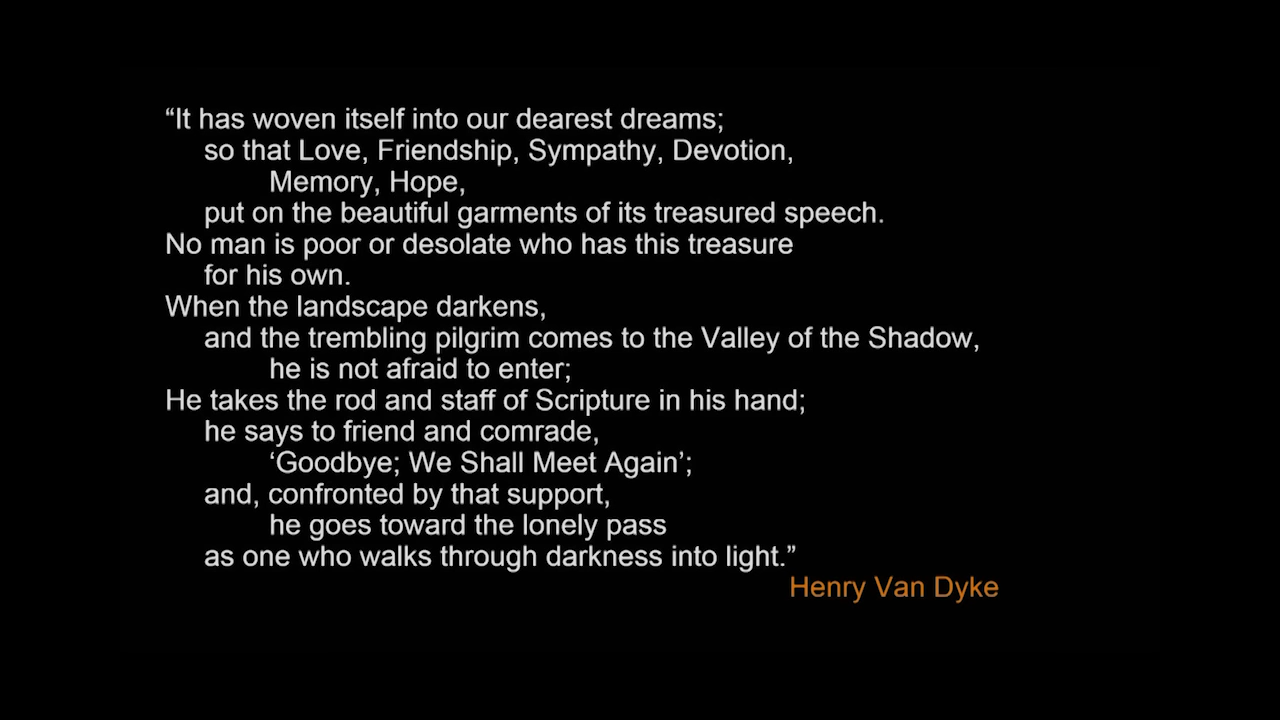 “It has woven itself into our dearest dreams;
so that Love, Friendship, Sympathy, Devotion,
Memory, Hope,
put on the beautiful garments of its treasured speech.
No man is poor or desolate who has this treasure
for his own.
When the landscape darkens,
and the trembling pilgrim comes to the Valley of the Shadow,
he is not afraid to enter;
He takes the rod and staff of Scripture in his hand;
he says to friend and comrade,
‘Goodbye; We Shall Meet Again’;
and, confronted by that support,
he goes toward the lonely pass
as one who walks through darkness into light.”
Henry Van Dyke